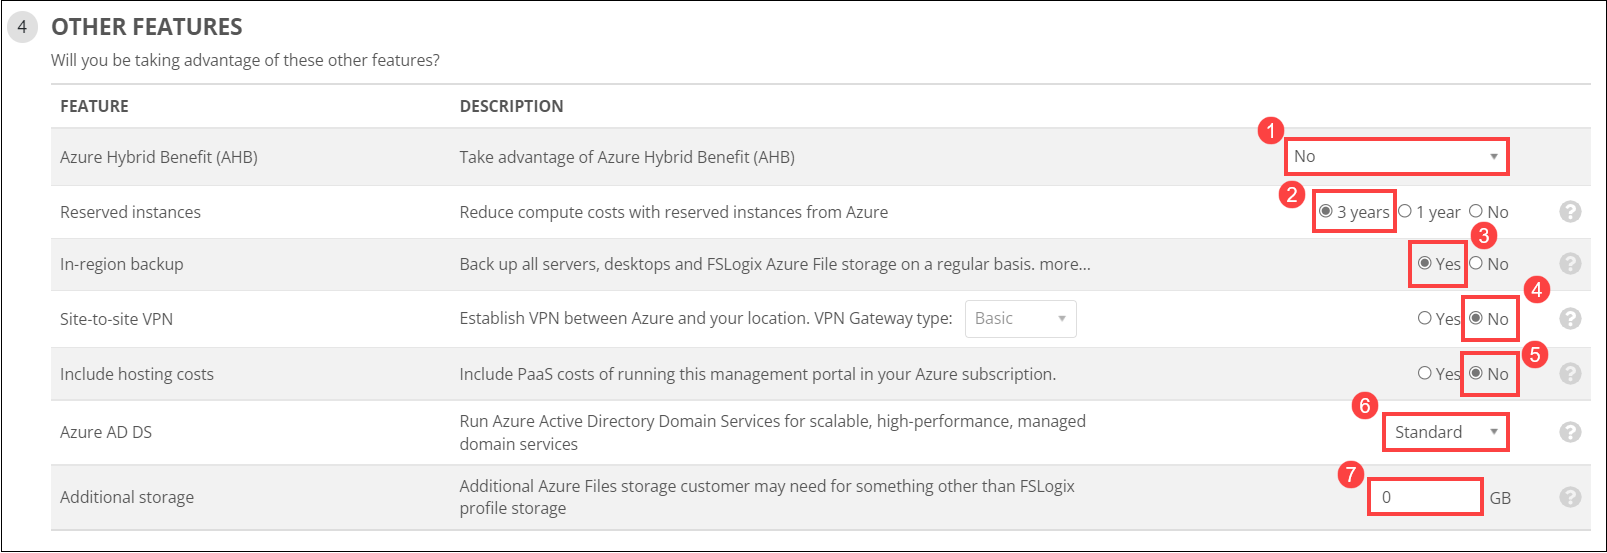 4 OTHER FEATURES
Will you be taking advantage of these other features?
FEATURE DESCRIPTION
1
Azure Hybrid Benefit (AHB) Take advantage of Azure Hybrid Benefit (AHB) No
2
Reserved instances Reduce compute costs with reserved instances from Azure 3 years 1 year No ?
3
In-region backup Back up all servers, desktops and FSLogix Azure File storage on a regular basis. more... Yes No ?
4
Site-to-site VPN Establish VPN between Azure and your location. VPN Gateway type: Basic Yes No ?
5
Include hosting costs Include PaaS costs of running this management portal in your Azure subscription. Yes No ?
6
Azure AD DS Run Azure Active Directory Domain Services for scalable, high-performance, managed
domain services Standard ?
7
Additional storage Additional Azure Files storage customer may need for something other than FSLogix
profile storage 0 GB ?